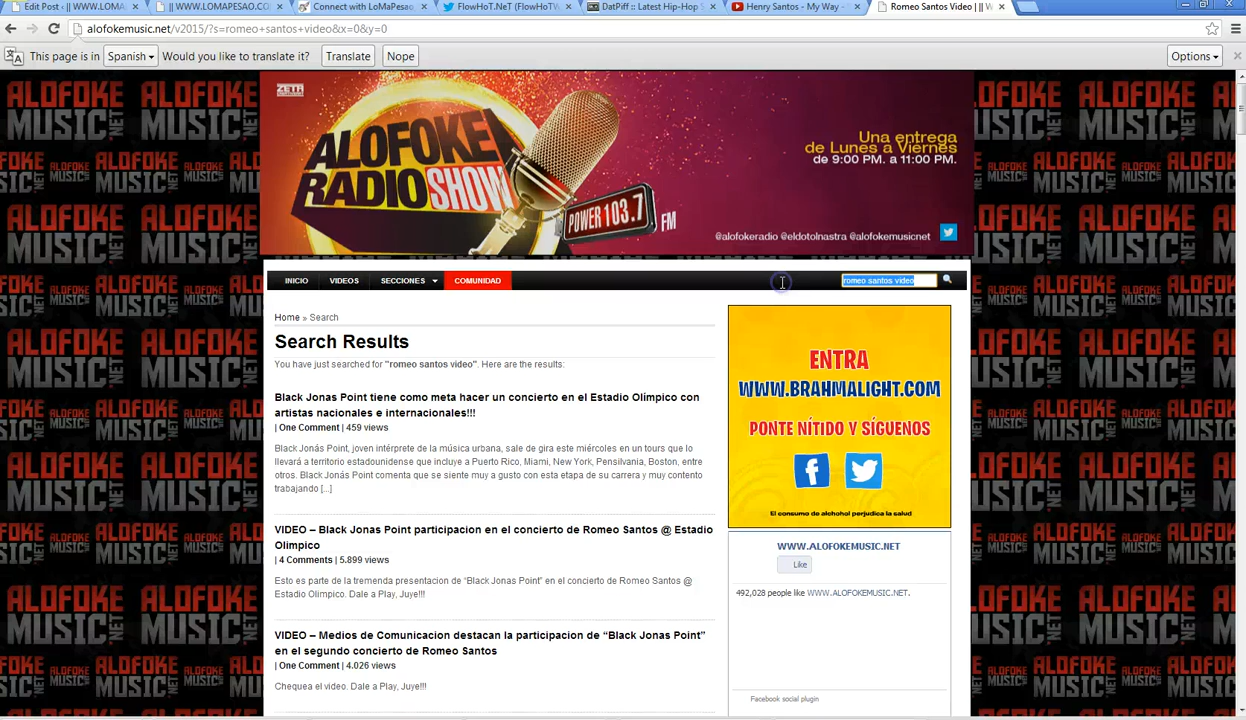 Edit Post ‹ || WWW.LOMA
|| WWW.LOMAPESAO.C
Connect with LoMaPesao
FlowHOT.NeT (FlowHOTW
DatPiff :: Latest Hip-Hop
Henry Santos - My Way -
Romeo Santos Video | || W
alofokemusic.net/v2015/?s=romeo+santos+video&x=0&y=0
This page is in Spanish Would you like to translate it? Translate Nope Options
ZETA
ALOFOKE
RADIO SHOW
POWER 103.7 FM
Una entrega
de Lunes a Viernes
de 9:00 PM. a 11:00 PM.
@alofokeradio @eldotolnastra @alofokemusicnet
ALOFOKE
MUSIC.NET
INICIO VIDEOS SECCIONES COMUNIDAD romeo santos video
Home » Search
Search Results
You have just searched for "romeo santos video". Here are the results:
Black Jonas Point tiene como meta hacer un concierto en el Estadio Olimpico con
artistas nacionales e internacionales!!!
| One Comment | 459 views
Black Jonás Point, joven intérprete de la música urbana, sale de gira este miércoles en un tours que lo
llevará a territorio estadounidense que incluye a Puerto Rico, Miami, New York, Pensilvania, Boston, entre
otros. Black Jonás Point comenta que se siente muy a gusto con esta etapa de su carrera y muy contento
trabajando [...]
VIDEO – Black Jonas Point participacion en el concierto de Romeo Santos @ Estadio
Olimpico
| 4 Comments | 5.899 views
Esto es parte de la tremenda presentacion de “Black Jonas Point” en el concierto de Romeo Santos @
Estadio Olimpico. Dale a Play, Juye!!!
VIDEO – Medios de Comunicacion destacan la participacion de “Black Jonas Point”
en el segundo concierto de Romeo Santos
| One Comment | 4.026 views
Chequea el video. Dale a Play, Juye!!!
ENTRA
WWW.BRAHMALIGHT.COM
PONTE NÍTIDO Y SÍGUENOS
El consumo de alchohol perjudica la salud
WWW.ALOFOKEMUSIC.NET
Like
492,028 people like WWW.ALOFOKEMUSIC.NET.
Facebook social plugin